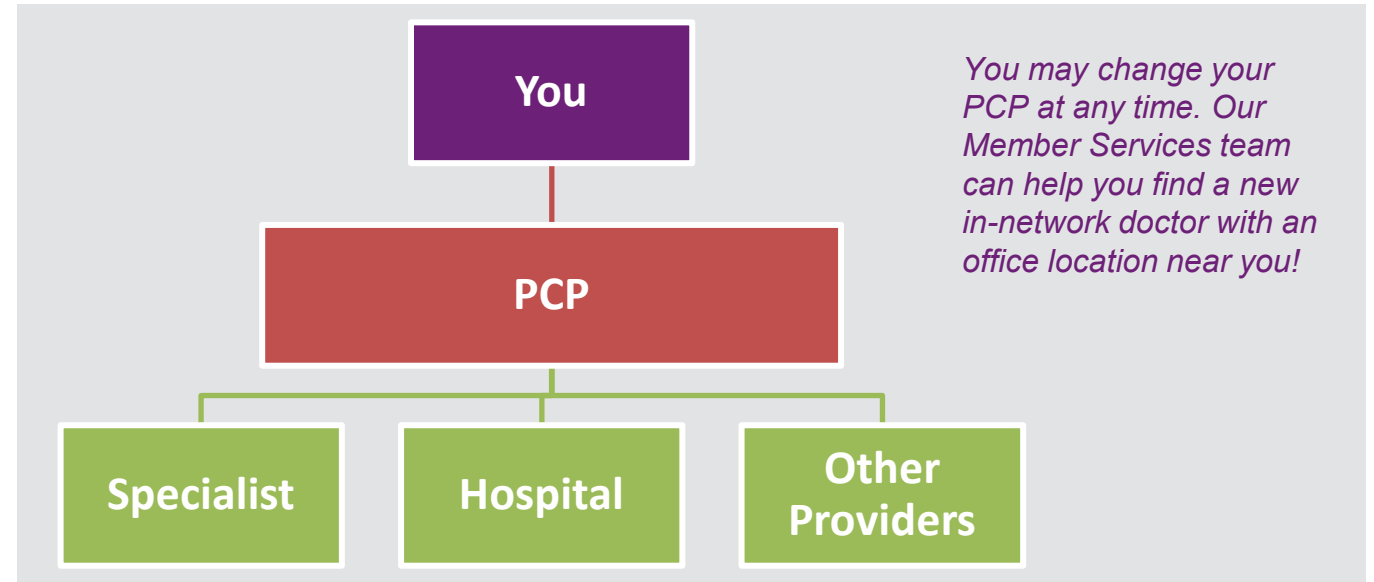 You
You may change your
PCP at any time. Our
Member Services team
can help you find a new
in-network doctor with an
office location near you!
PCP
Specialist
Hospital
Other
Providers